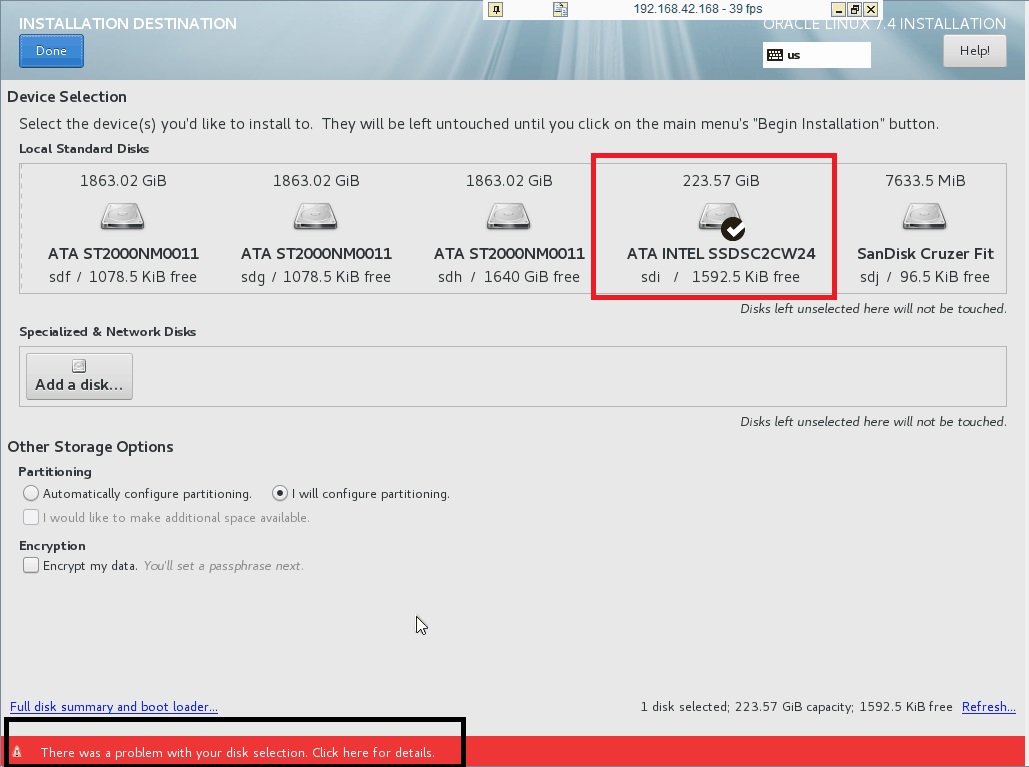 192.168.42.168 - 39 fps
INSTALLATION DESTINATION
ORACLE LINUX 7.4 INSTALLATION
Done
us
Help!
Device Selection
Select the device(s) you'd like to install to. They will be left untouched until you click on the main menu's "Begin Installation" button.
Local Standard Disks
1863.02 GiB 1863.02 GiB 1863.02 GiB 223.57 GiB 7633.5 MiB
ATA ST2000NM0011 ATA ST2000NM0011 ATA ST2000NM0011 ATA INTEL SSDSC2CW24 SanDisk Cruzer Fit
sdf / 1078.5 KiB free sdg / 1078.5 KiB free sdh / 1640 GiB free sdi / 1592.5 KiB free sdj / 96.5 KiB free
Disks left unselected here will not be touched.
Specialized & Network Disks
Add a disk...
Disks left unselected here will not be touched.
Other Storage Options
Partitioning
Automatically configure partitioning. I will configure partitioning.
I would like to make additional space available.
Encryption
Encrypt my data. You'll set a passphrase next.
Full disk summary and boot loader... 1 disk selected; 223.57 GiB capacity; 1592.5 KiB free Refresh...
There was a problem with your disk selection. Click here for details.